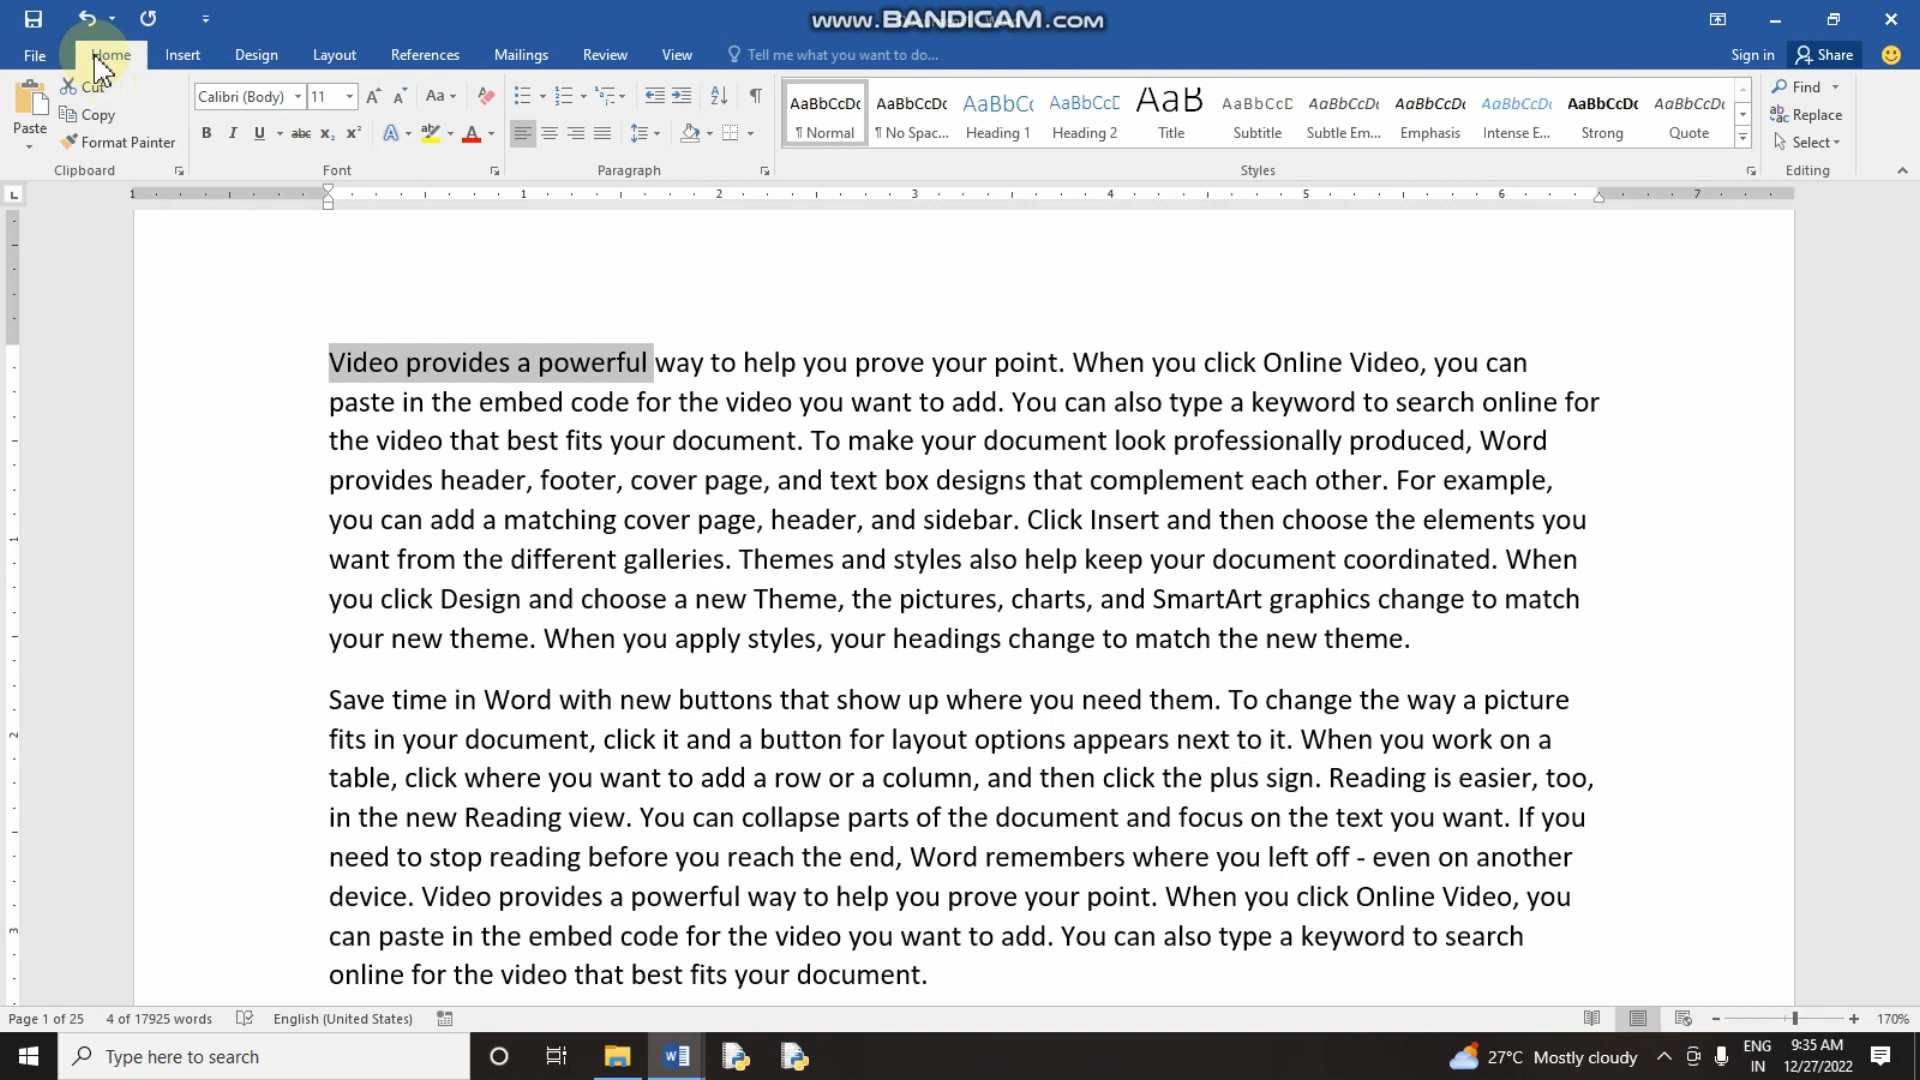 www.BANDICAM.com
File Home Insert Design Layout References Mailings Review View Tell me what you want to do... Sign in Share
Paste Cut Copy Format Painter Clipboard
Calibri (Body) 11 Aa Font
B I U abc x₂ x² A ab A
Paragraph
AaBbCcDc AaBbCcDc AaBbCc AaBbCcE AaB AaBbCcD AaBbCcDc AaBbCcDc AaBbCcDc AaBbCcDc AaBbCcDc
¶ Normal ¶ No Spac... Heading 1 Heading 2 Title Subtitle Subtle Em... Emphasis Intense E... Strong Quote
Styles
Find Replace Select Editing
1 1 2 3 4 5 6 7
Video provides a powerful way to help you prove your point. When you click Online Video, you can
paste in the embed code for the video you want to add. You can also type a keyword to search online for
the video that best fits your document. To make your document look professionally produced, Word
provides header, footer, cover page, and text box designs that complement each other. For example,
you can add a matching cover page, header, and sidebar. Click Insert and then choose the elements you
want from the different galleries. Themes and styles also help keep your document coordinated. When
you click Design and choose a new Theme, the pictures, charts, and SmartArt graphics change to match
your new theme. When you apply styles, your headings change to match the new theme.
Save time in Word with new buttons that show up where you need them. To change the way a picture
fits in your document, click it and a button for layout options appears next to it. When you work on a
table, click where you want to add a row or a column, and then click the plus sign. Reading is easier, too,
in the new Reading view. You can collapse parts of the document and focus on the text you want. If you
need to stop reading before you reach the end, Word remembers where you left off - even on another
device. Video provides a powerful way to help you prove your point. When you click Online Video, you
can paste in the embed code for the video you want to add. You can also type a keyword to search
online for the video that best fits your document.
Page 1 of 25 4 of 17925 words English (United States) 170%
Type here to search 27°C Mostly cloudy ENG IN 9:35 AM 12/27/2022